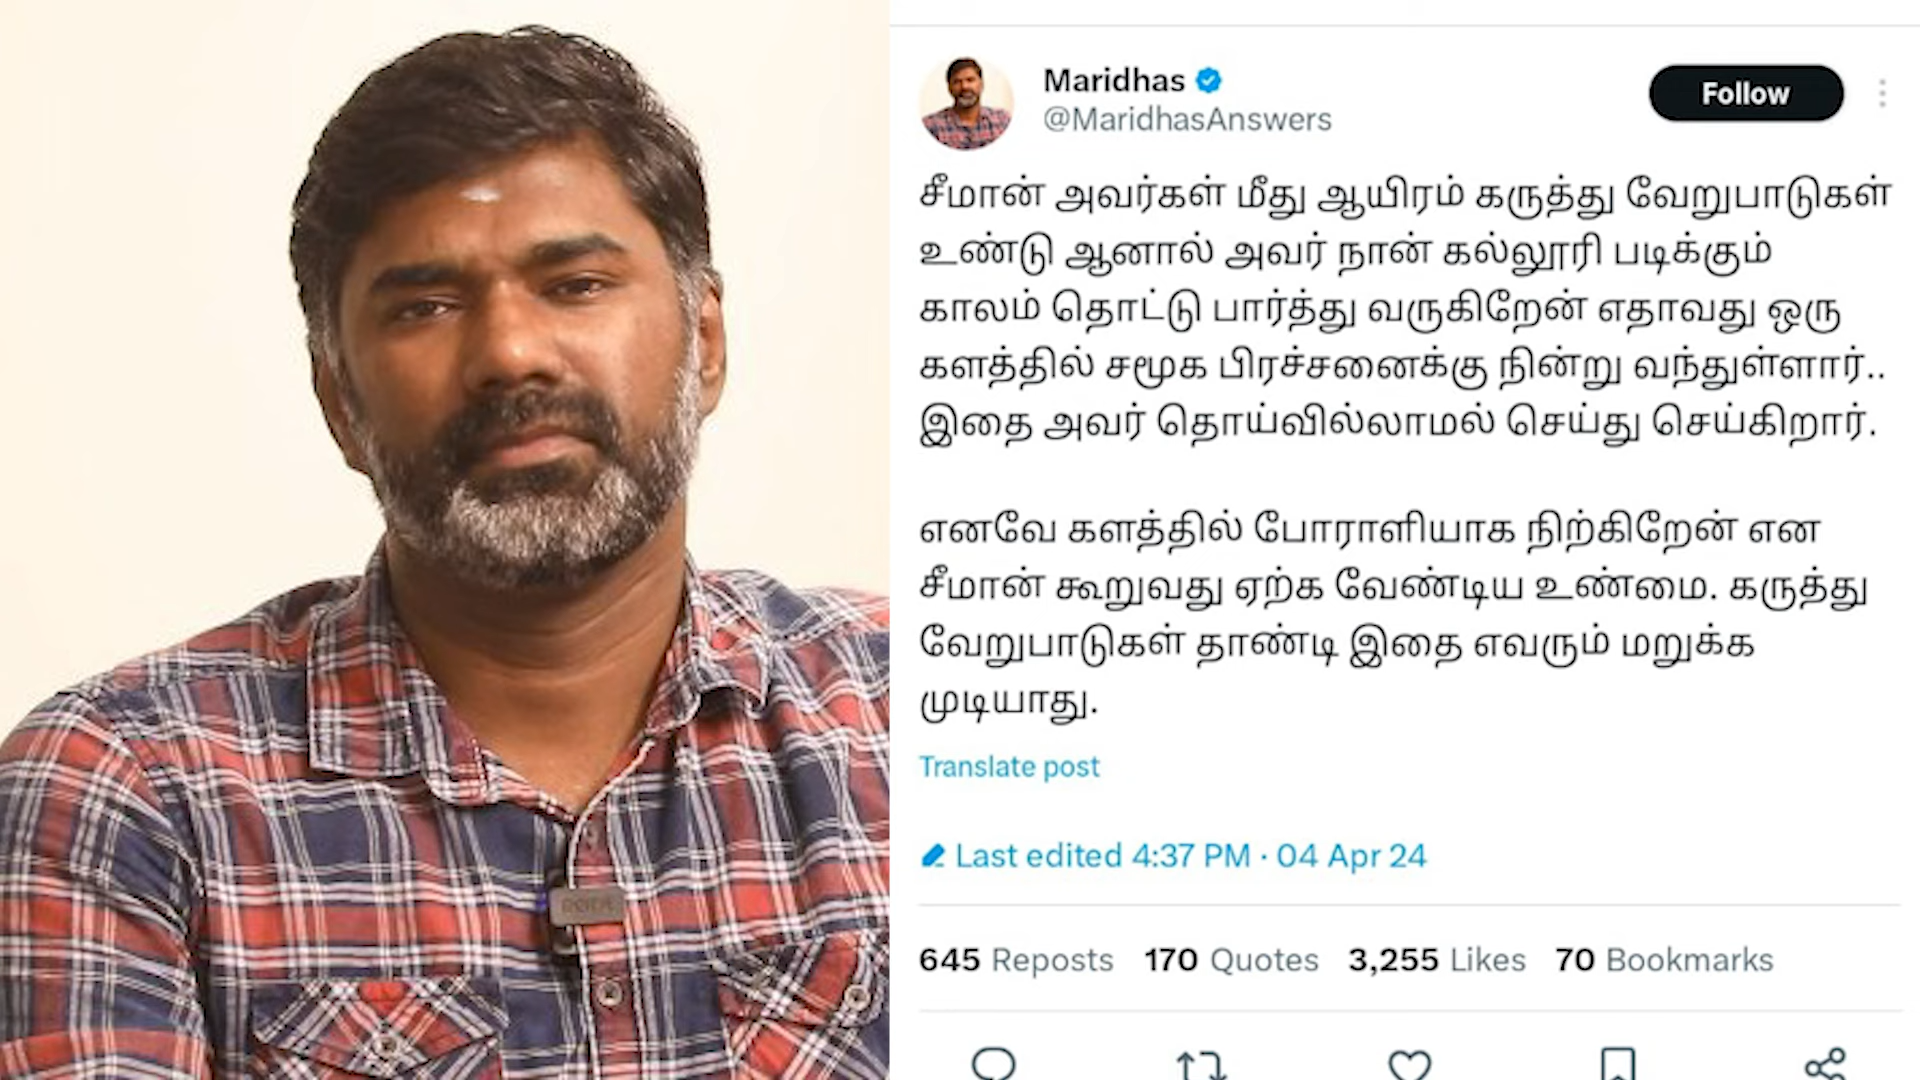 Maridhas
@MaridhasAnswers
Follow
சீமான் அவர்கள் மீது ஆயிரம் கருத்து வேறுபாடுகள்
உண்டு ஆனால் அவர் நான் கல்லூரி படிக்கும்
காலம் தொட்டு பார்த்து வருகிறேன் எதாவது ஒரு
களத்தில் சமூக பிரச்சனைக்கு நின்று வந்துள்ளார்..
இதை அவர் தொய்வில்லாமல் செய்து செய்கிறார்.
எனவே களத்தில் போராளியாக நிற்கிறேன் என
சீமான் கூறுவது ஏற்க வேண்டிய உண்மை. கருத்து
வேறுபாடுகள் தாண்டி இதை எவரும் மறுக்க
முடியாது.
Translate post
Last edited 4:37 PM · 04 Apr 24
645 Reposts 170 Quotes 3,255 Likes 70 Bookmarks